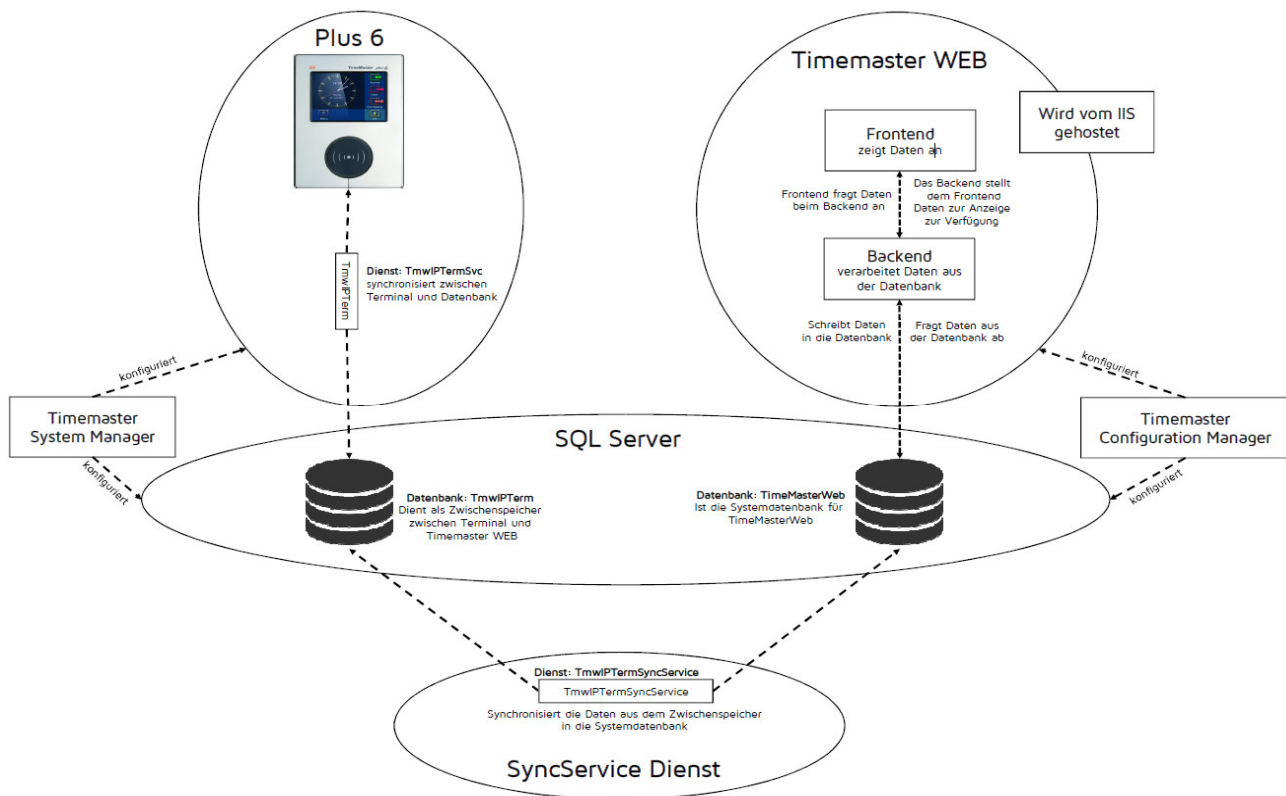 Plus 6
TimeMaster
Dienst: TmwIPTermSvc
synchronisiert zwischen
Terminal und Datenbank
TmwIPTerm
Timemaster WEB
Wird vom IIS
gehostet
Frontend
zeigt Daten an
Frontend fragt Daten
beim Backend an
Das Backend stellt
dem Frontend
Daten zur Anzeige
zur Verfügung
Backend
verarbeitet Daten aus
der Datenbank
Schreibt Daten
in die Datenbank
Fragt Daten aus
der Datenbank ab
konfiguriert
Timemaster
System Manager
konfiguriert
konfiguriert
Timemaster
Configuration Manager
konfiguriert
SQL Server
Datenbank: TmwIPTerm
Dient als Zwischenspeicher
zwischen Terminal und
Timemaster WEB
Datenbank: TimeMasterWeb
Ist die Systemdatenbank für
TimeMasterWeb
Dienst: TmwIPTermSyncService
TmwIPTermSyncService
Synchronisiert die Daten aus dem Zwischenspeicher
in die Systemdatenbank
SyncService Dienst